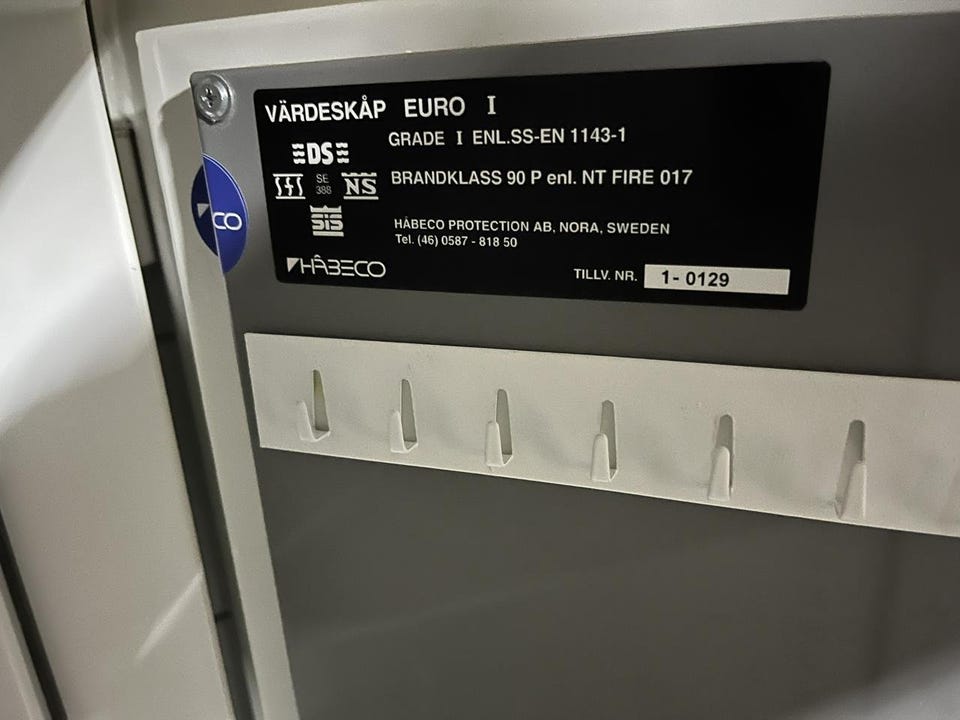 VÄRDESKÅP EURO I
GRADE I ENL.SS-EN 1143-1
DS
SE
388
NS
BRANDKLASS 90 P enl. NT FIRE 017
SIS
HÅBECO PROTECTION AB, NORA, SWEDEN
Tel. (46) 0587 - 818 50
HÅBECO
TILLV. NR. 1- 0129
CO